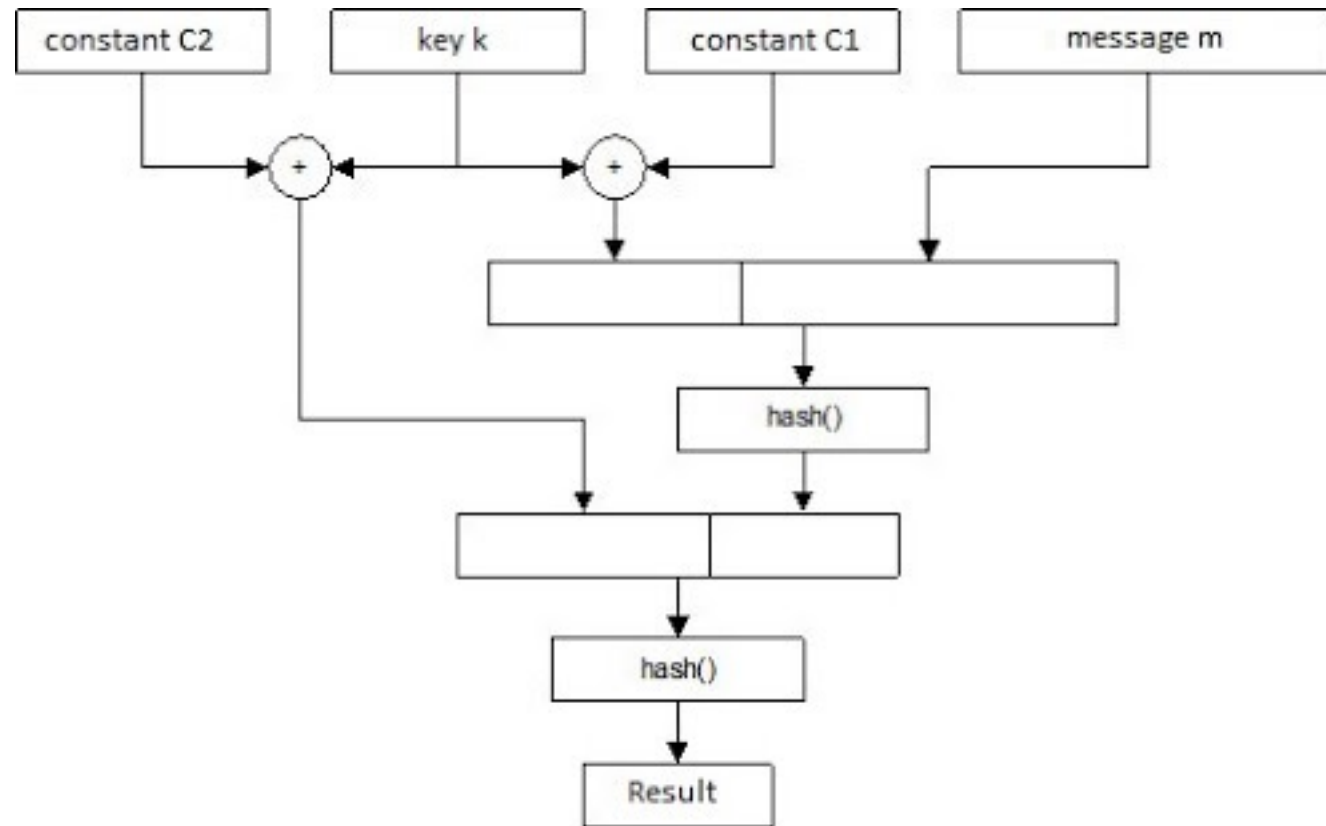 constant C2
key k
constant C1
message m
+
+
hash()
hash()
Result